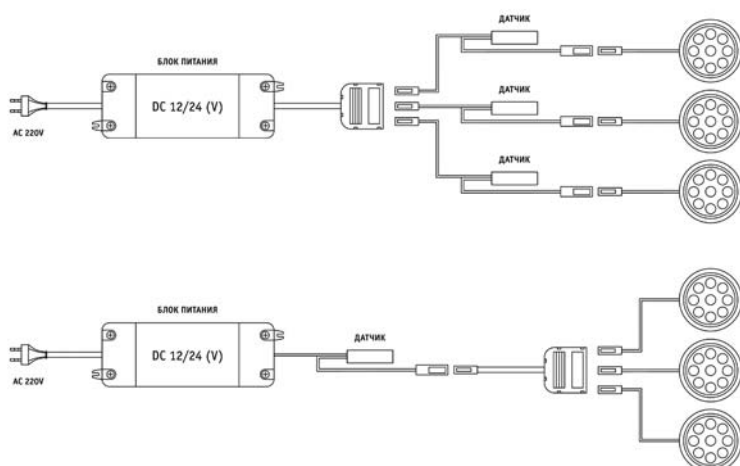 ДАТЧИК
БЛОК ПИТАНИЯ
DC 12/24 (V)
ДАТЧИК
AC 220V
ДАТЧИК
БЛОК ПИТАНИЯ
ДАТЧИК
DC 12/24 (V)
AC 220V